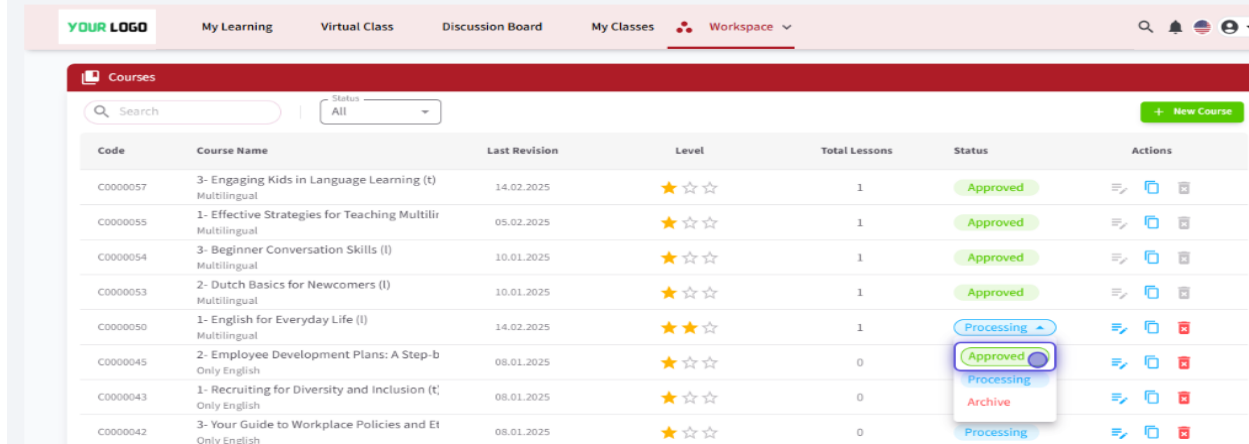 YOUR LOGO My Learning Virtual Class Discussion Board My Classes Workspace
Courses
Status
Search All + New Course
Code Course Name Last Revision Level Total Lessons Status Actions
C0000057 3- Engaging Kids in Language Learning (t) 14.02.2025 1 Approved
Multilingual
C0000055 1- Effective Strategies for Teaching Multilin 05.02.2025 1 Approved
Multilingual
C0000054 3- Beginner Conversation Skills (l) 10.01.2025 1 Approved
Multilingual
C0000053 2- Dutch Basics for Newcomers (l) 10.01.2025 1 Approved
Multilingual
C0000050 1- English for Everyday Life (l) 14.02.2025 1 Processing
Multilingual
C0000045 2- Employee Development Plans: A Step-b 08.01.2025 0 Approved
Only English
Processing
C0000043 1- Recruiting for Diversity and Inclusion (t) 08.01.2025 0 Archive
Only English
C0000042 3- Your Guide to Workplace Policies and Et 08.01.2025 0 Processing
Only English